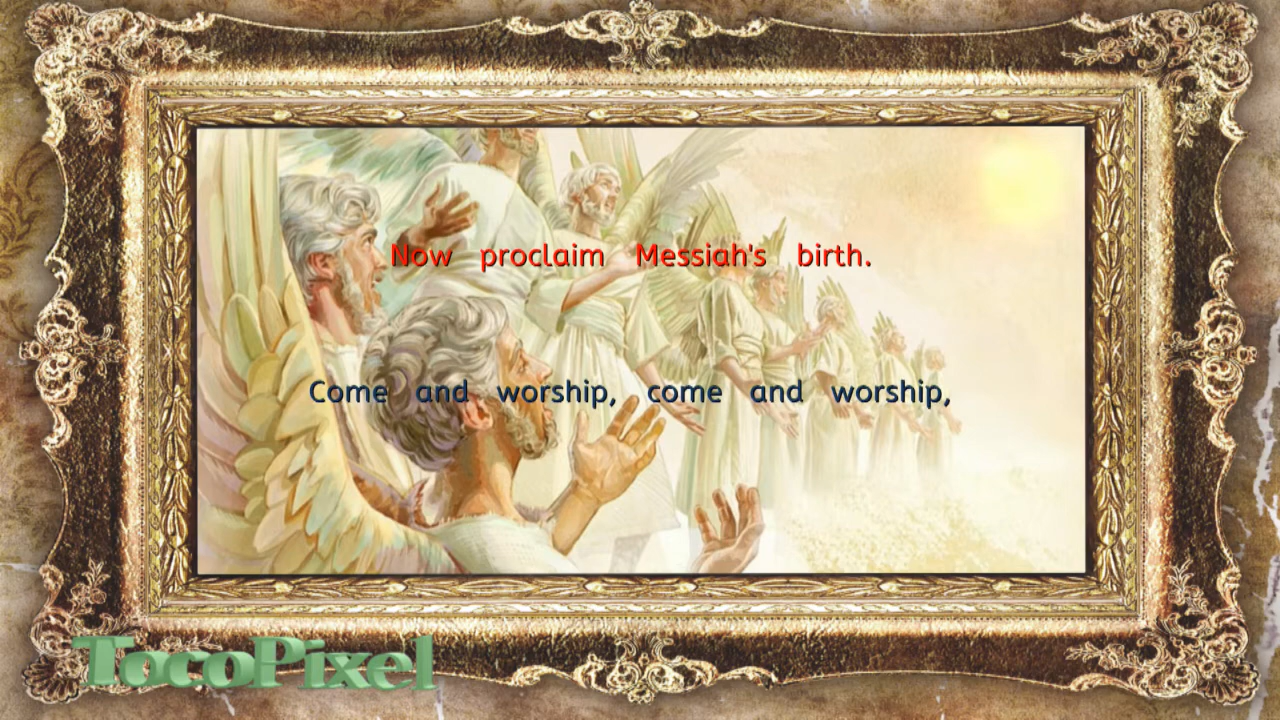 Now proclaim Messiah's birth.
Come and worship, come and worship,
TocoPixel